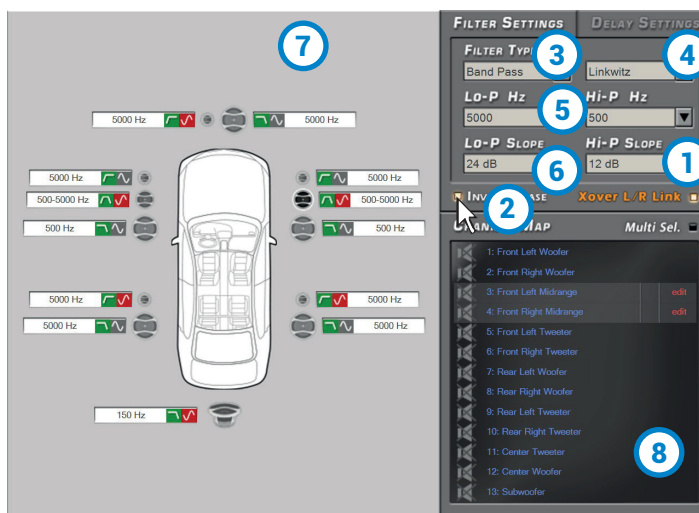 FILTER SETTINGS DELAY SETTINGS
7
FILTER TYP 3 4
Band Pass Linkwitz
LO-P HZ HI-P HZ
5
5000 500
5000 Hz 5000 Hz
LO-P SLOPE HI-P SLOPE
24 dB 6 12 dB 1
5000 Hz 5000 Hz
500-5000 Hz 500-5000 Hz
INV 2 ASE Xover L/R Link
500 Hz 500 Hz
MAP Multi Sel.
1: Front Left Woofer
2: Front Right Woofer
3: Front Left Midrange edit
4: Front Right Midrange edit
5000 Hz 5000 Hz
5000 Hz 5000 Hz
5: Front Left Tweeter
6: Front Right Tweeter
7: Rear Left Woofer
8: Rear Right Woofer
9: Rear Left Tweeter
150 Hz
10: Rear Right Tweeter
11: Center Tweeter
8
12: Center Woofer
13: Subwoofer